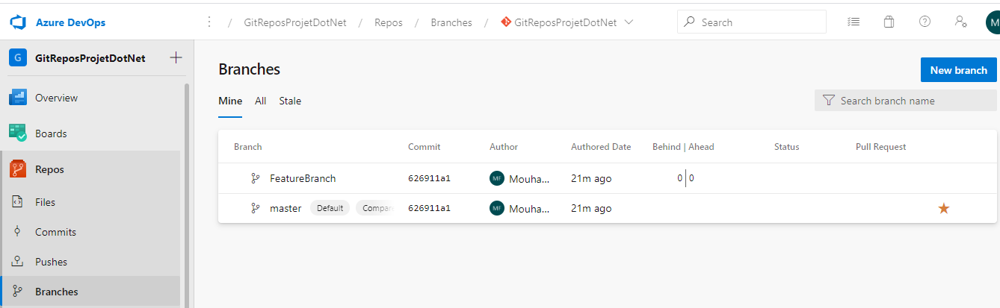 Azure DevOps
/ GitReposProjetDotNet / Repos / Branches / GitReposProjetDotNet
Search
M
G GitReposProjetDotNet
Overview
Boards
Repos
Files
Commits
Pushes
Branches
Branches
New branch
Mine All Stale
Search branch name
Branch Commit Author Authored Date Behind | Ahead Status Pull Request
FeatureBranch 626911a1 MF Mouha... 21m ago 0 | 0
master Default Compar 626911a1 MF Mouha... 21m ago